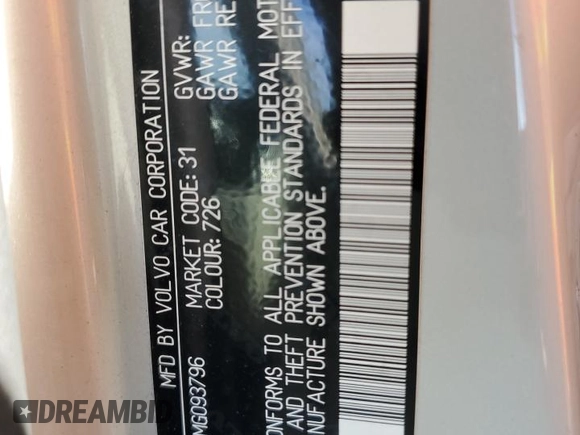 MFD BY VOLVO CAR CORPORATION
MG093796 MARKET CODE: 31 GVWR:
COLOUR: 726 GAWR FR
GAWR RE
ONFORMS TO ALL APPLICABLE FEDERAL MOT
AND THEFT PREVENTION STANDARDS IN EFF
NUFACTURE SHOWN ABOVE.
DREAMBID